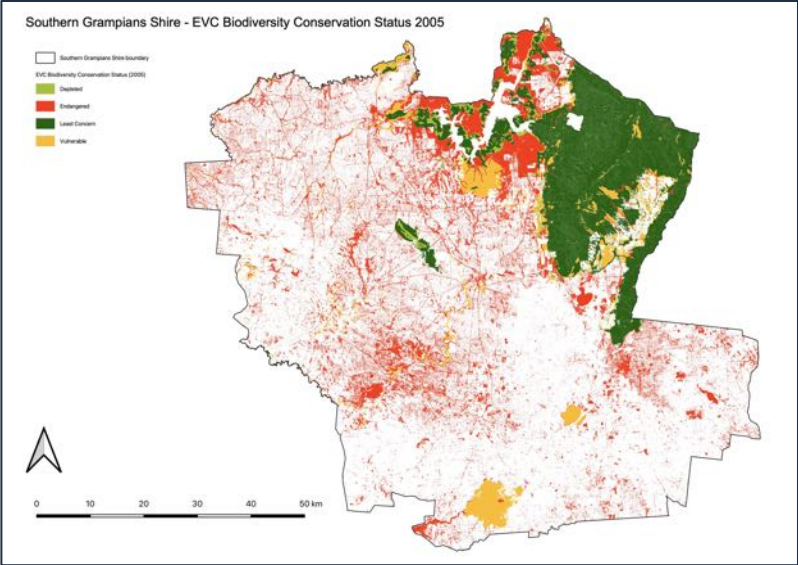 Southern Grampians Shire - EVC Biodiversity Conservation Status 2005
Southern Grampians Shire boundary
EVC Biodiversity Conservation Status (2005)
Depleted
Endangered
Least Concern
Vulnerable
0 10 20 30 40 50 km